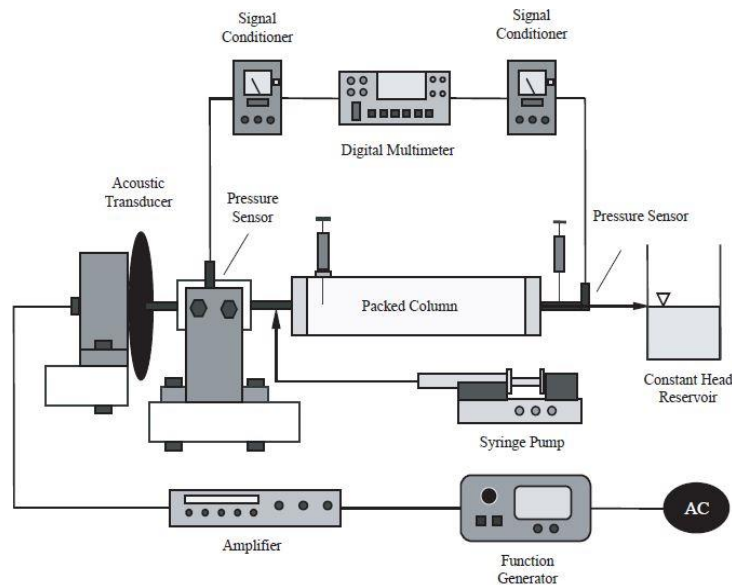 Signal
Conditioner
Signal
Conditioner
Digital Multimeter
Acoustic
Transducer
Pressure
Sensor
Pressure Sensor
Packed Column
Constant Head
Reservoir
Syringe Pump
AC
Amplifier
Function
Generator